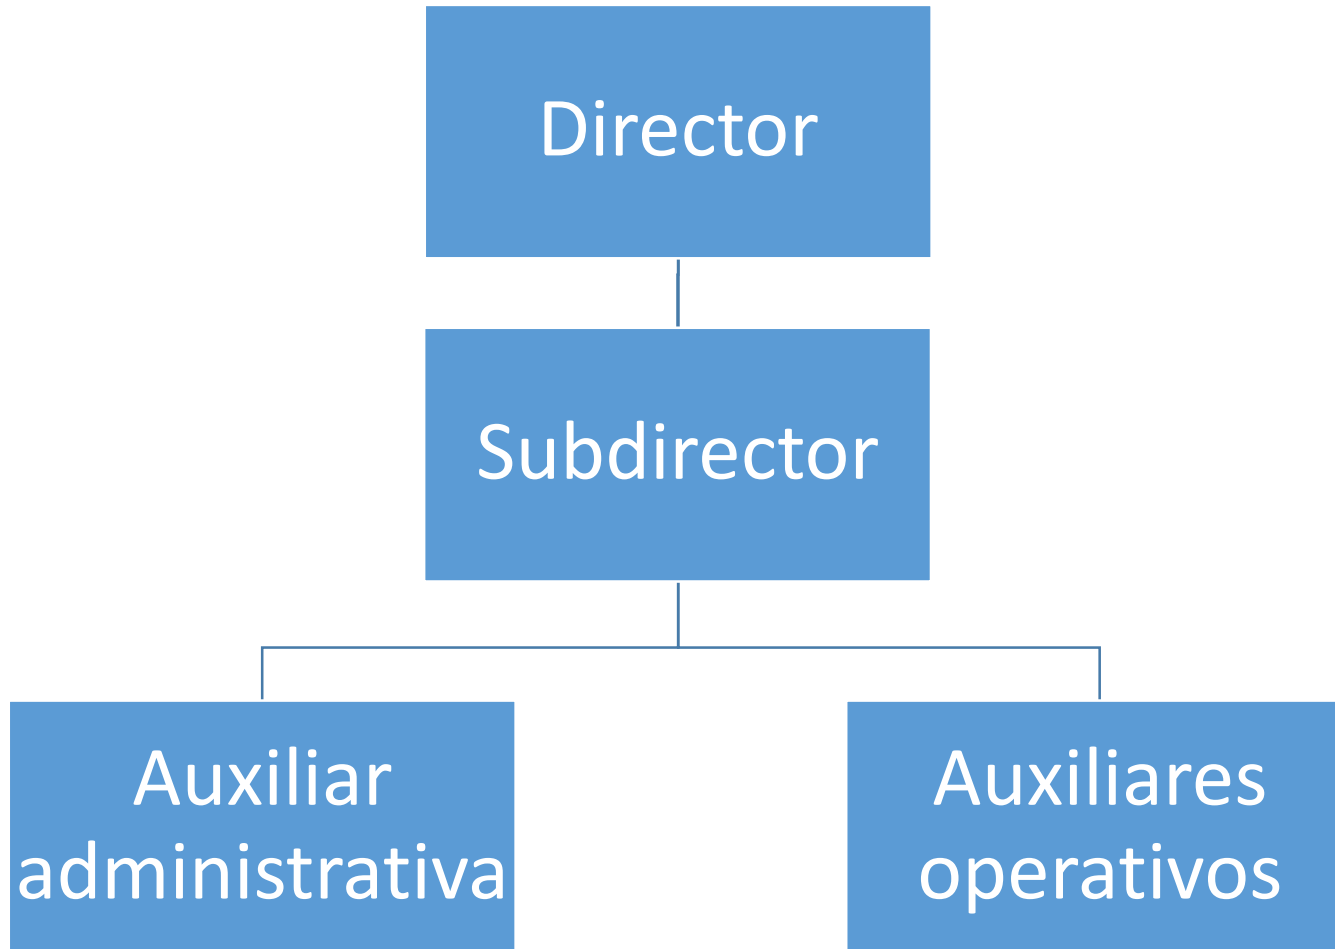 Director
Subdirector
Auxiliar
administrativa
Auxiliares
operativos